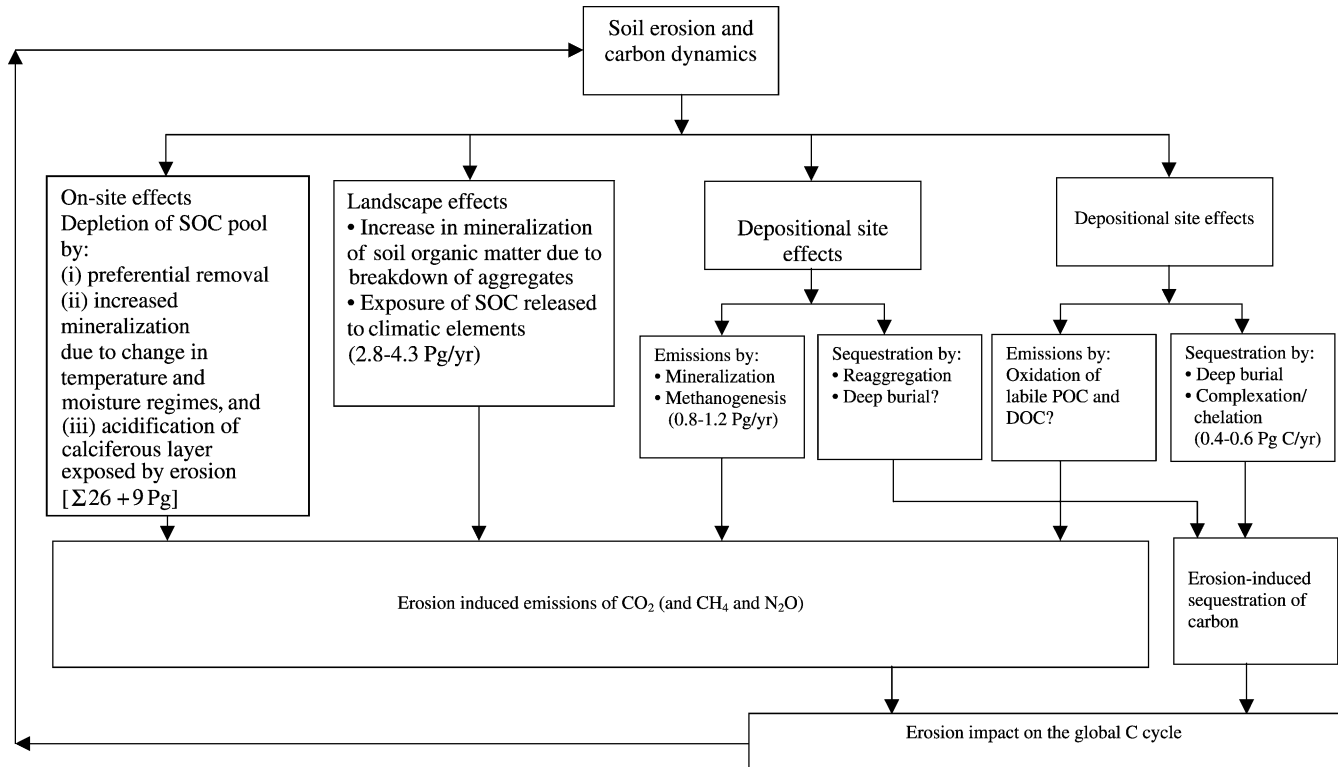 Soil erosion and
carbon dynamics
On-site effects
Depletion of SOC pool
by:
(i) preferential removal
(ii) increased
mineralization
due to change in
temperature and
moisture regimes, and
(iii) acidification of
calciferous layer
exposed by erosion
[Σ26 + 9 Pg]
Landscape effects
• Increase in mineralization
of soil organic matter due to
breakdown of aggregates
• Exposure of SOC released
to climatic elements
(2.8-4.3 Pg/yr)
Depositional site
effects
Depositional site effects
Emissions by:
• Mineralization
• Methanogenesis
(0.8-1.2 Pg/yr)
Sequestration by:
• Reaggregation
• Deep burial?
Emissions by:
Oxidation of
labile POC and
DOC?
Sequestration by:
• Deep burial
• Complexation/
chelation
(0.4-0.6 Pg C/yr)
Erosion induced emissions of CO₂ (and CH₄ and N₂O)
Erosion-induced
sequestration of
carbon
Erosion impact on the global C cycle